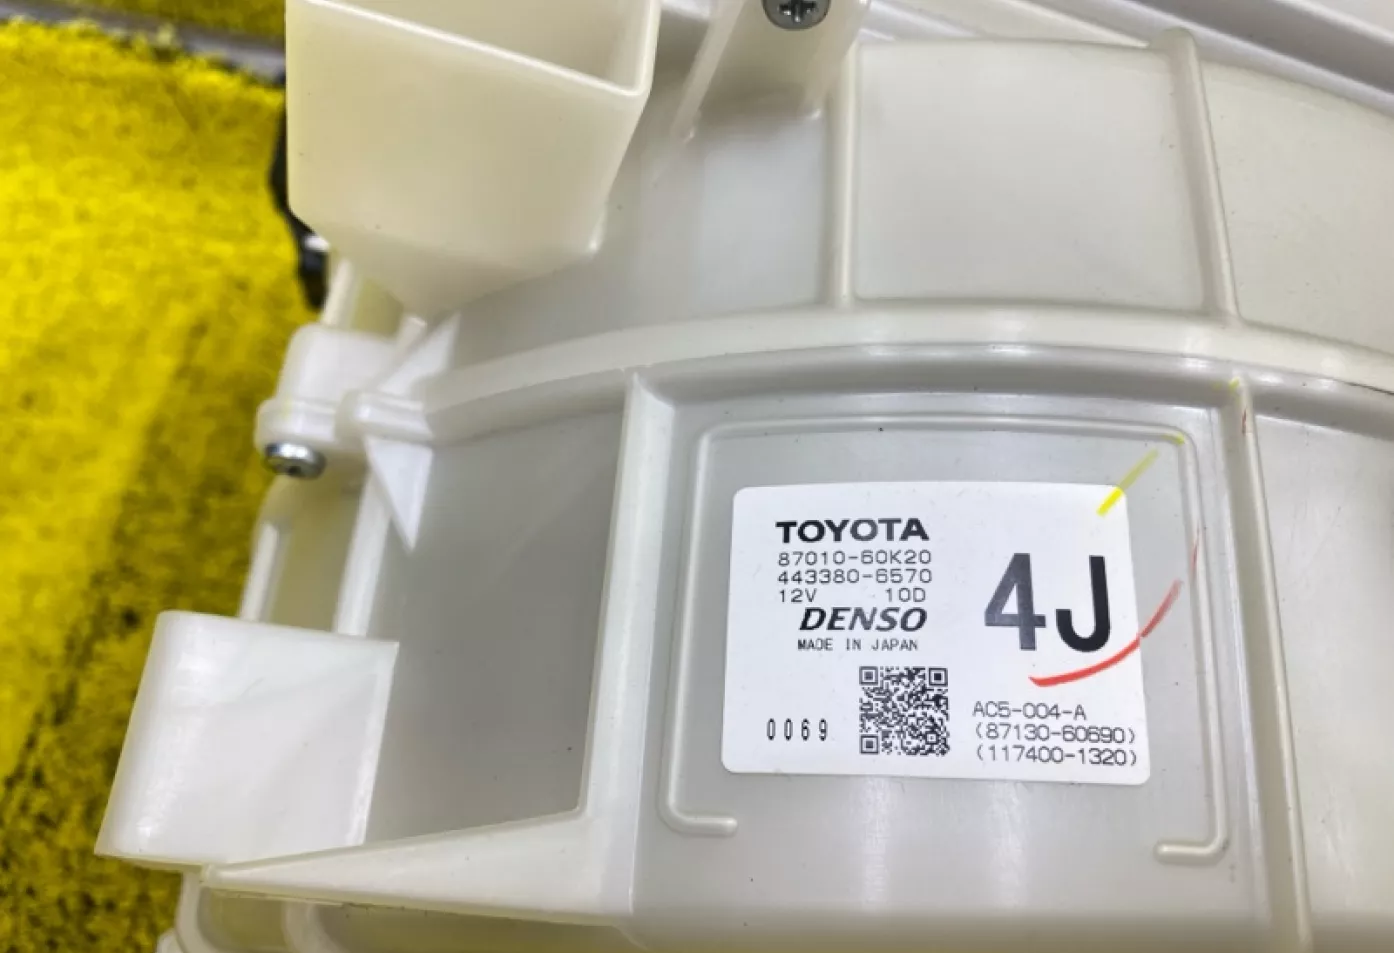 TOYOTA
87010-60K20
443380-6570
12V 10D
DENSO
MADE IN JAPAN
4J
0069
AC5-004-A
(87130-60690)
(117400-1320)